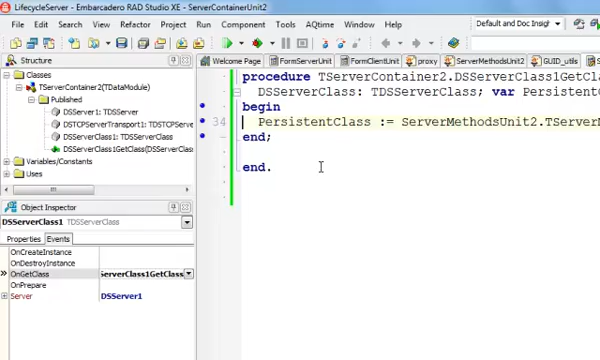 LifecycleServer - Embarcadero RAD Studio XE - ServerContainerUnit2
File Edit Search View Refactor Project Run Component Tools AQtime Window Help Default and Doc Insigh
Structure
Classes
TServerContainer2(TDataModule)
Published
DSServer1: TDSServer
DSTCPServerTransport1: TDSTCPServe
DSServerClass1: TDSServerClass
DSServerClass1GetClass(DSServerClass
Variables/Constants
Uses
Object Inspector
DSServerClass1 TDSServerClass
Properties Events
OnCreateInstance
OnDestroyInstance
OnGetClass ServerClass1GetClass
OnPrepare
Server DSServer1
Welcome Page FormServerUnit FormClientUnit proxy ServerMethodsUnit2 GUID_utils
procedure TServerContainer2.DSServerClass1GetCla
DSServerClass: TDSServerClass; var Persistent
begin
34 PersistentClass := ServerMethodsUnit2.TServerM
end;
end.